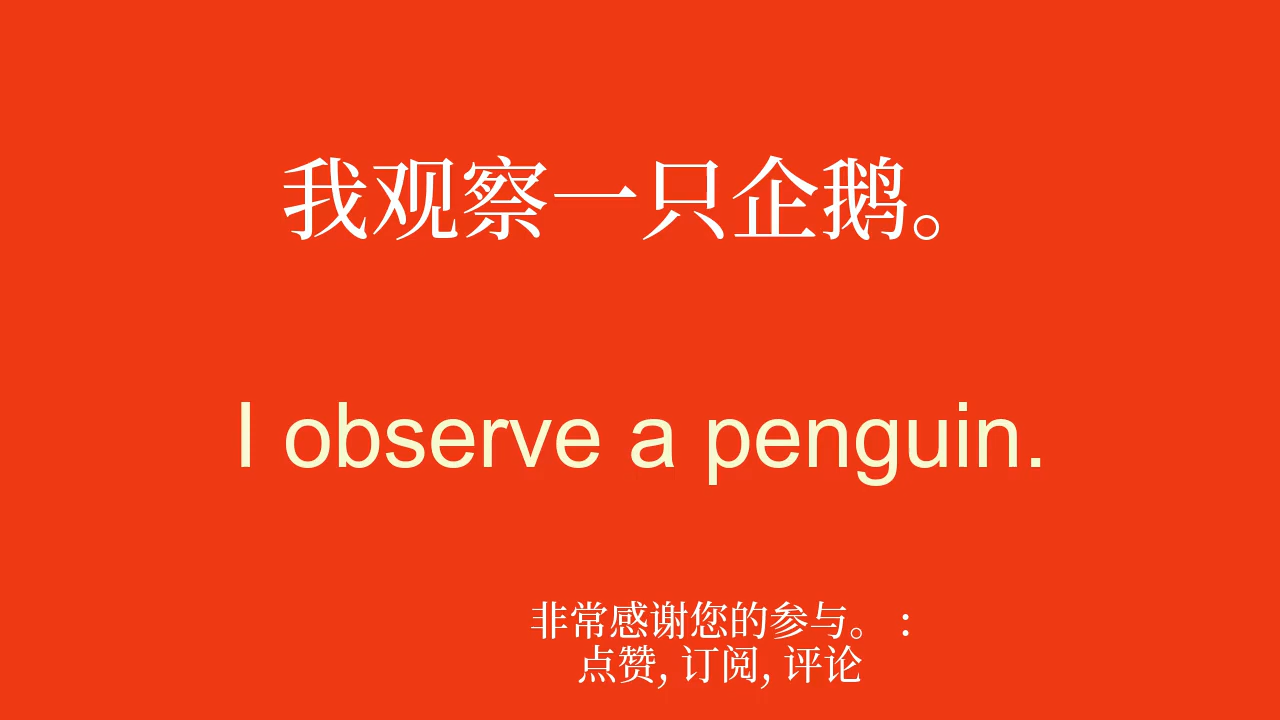 我观察一只企鹅。
I observe a penguin.
非常感谢您的参与。 :
点赞, 订阅, 评论